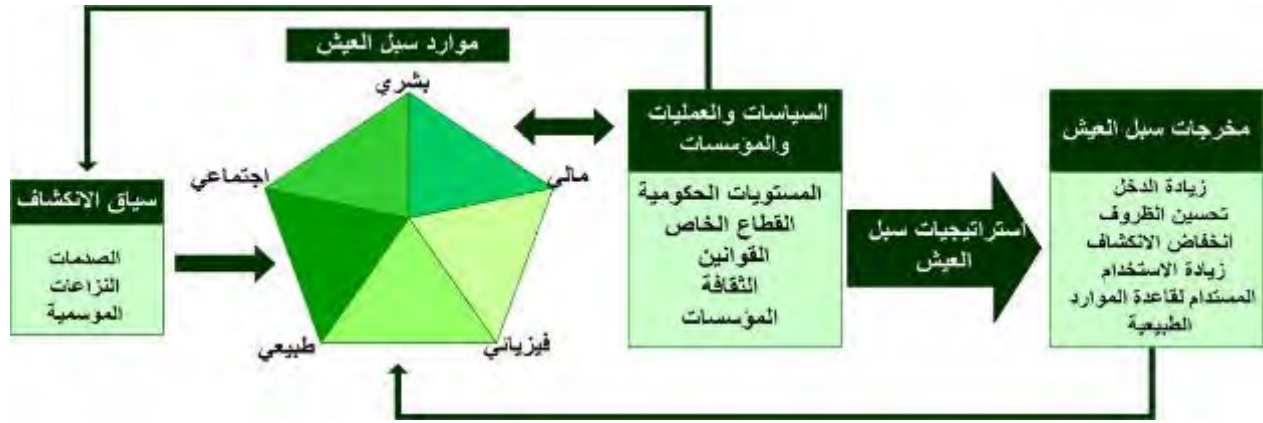 موارد سبل العيش
بشري
مالي
اجتماعي
فيزيائي
طبيعي
سياق الانكشاف
الصدمات
النزاعات
الموسمية
السياسات والعمليات
والمؤسسات
المستويات الحكومية
القطاع الخاص
القوانين
الثقافة
المؤسسات
استراتيجيات سبل
العيش
مخرجات سبل العيش
زيادة الدخل
تحسين الظروف
انخفاض الانكشاف
زيادة الاستخدام
المستدام لقاعدة الموارد
الطبيعية